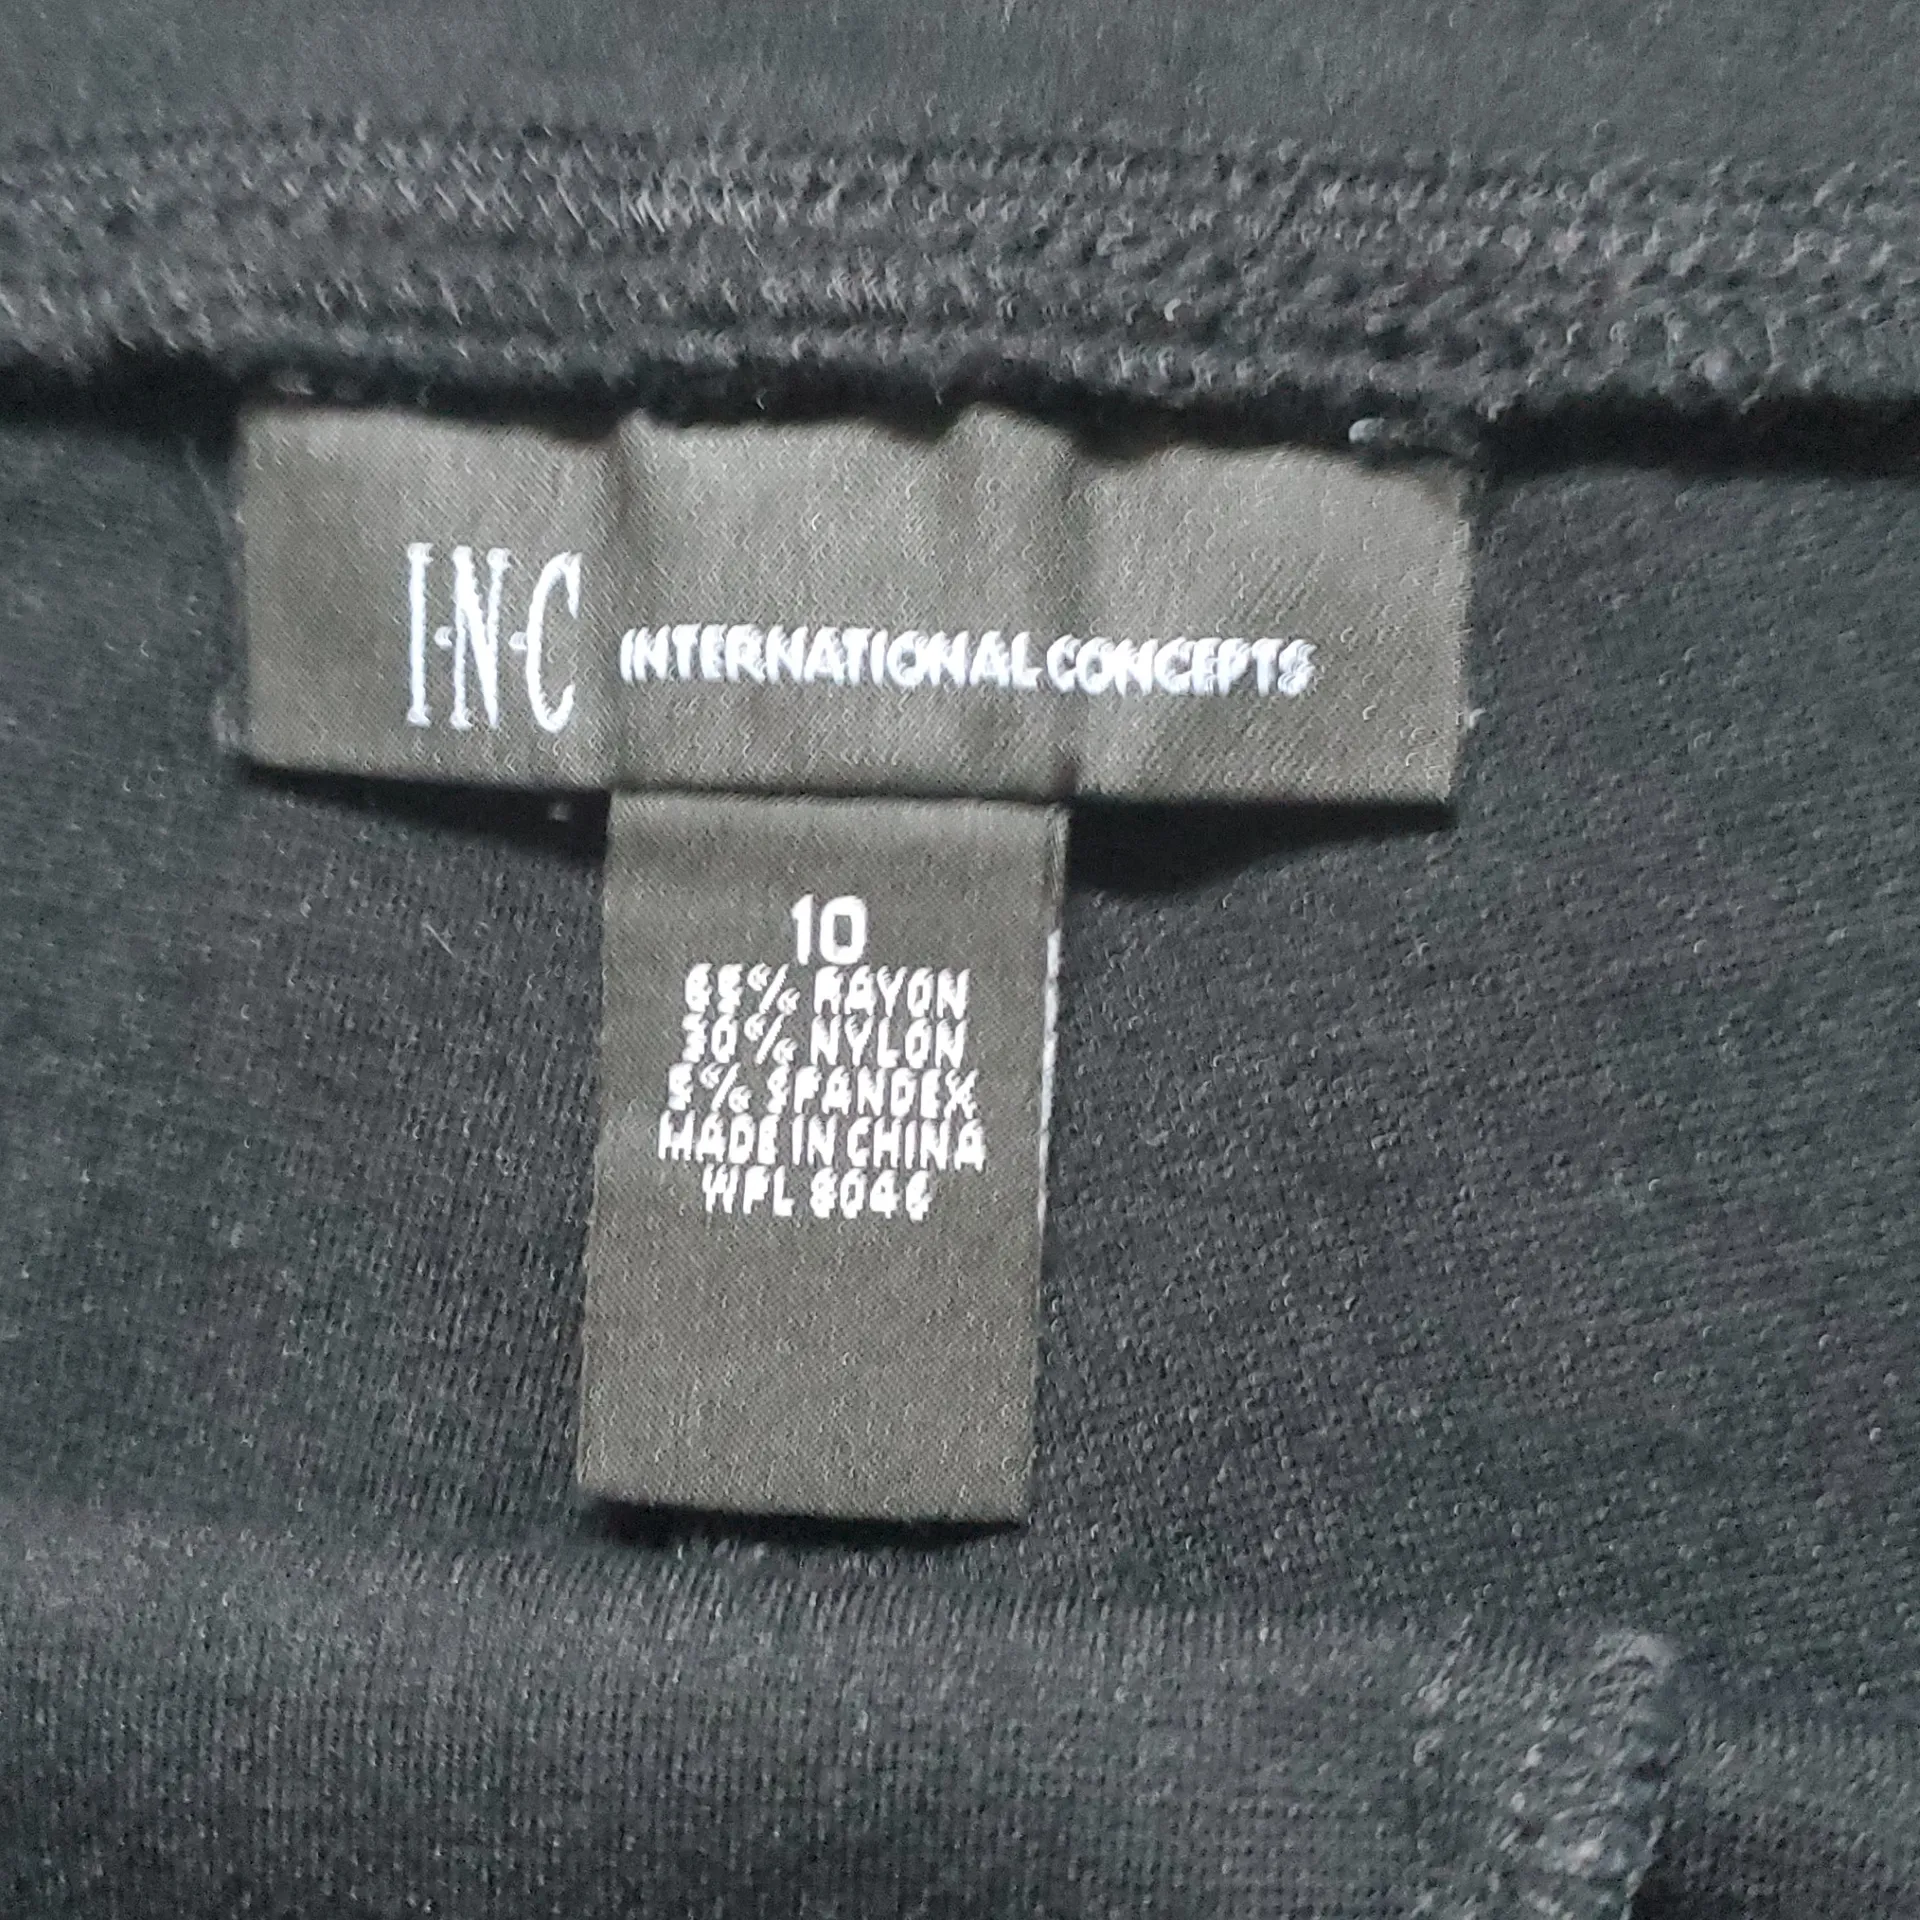 I·N·C INTERNATIONAL CONCEPTS
10
65% RAYON
30% NYLON
5% SPANDEX
MADE IN CHINA
WPL 8046